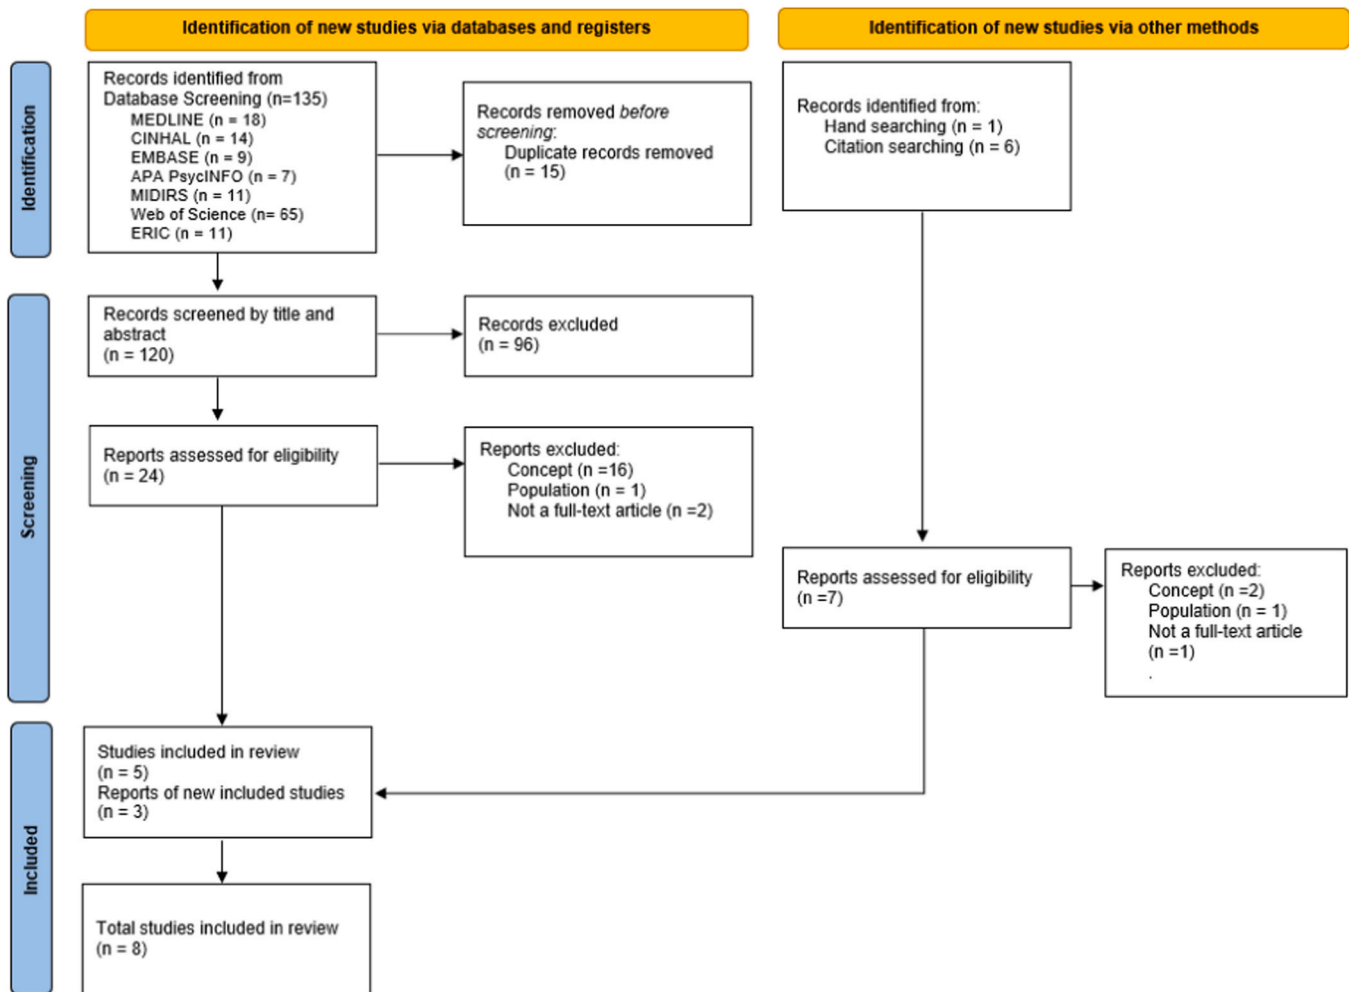 Identification of new studies via databases and registers
Identification of new studies via other methods
Identification
Records identified from
Database Screening (n=135)
MEDLINE (n = 18)
CINHAL (n = 14)
EMBASE (n = 9)
APA PsycINFO (n = 7)
MIDIRS (n = 11)
Web of Science (n= 65)
ERIC (n = 11)
Records removed before
screening:
Duplicate records removed
(n = 15)
Records identified from:
Hand searching (n = 1)
Citation searching (n = 6)
Screening
Records screened by title and
abstract
(n = 120)
Records excluded
(n = 96)
Reports assessed for eligibility
(n = 24)
Reports excluded:
Concept (n =16)
Population (n = 1)
Not a full-text article (n =2)
Reports assessed for eligibility
(n =7)
Reports excluded:
Concept (n =2)
Population (n = 1)
Not a full-text article
(n =1)
.
Included
Studies included in review
(n = 5)
Reports of new included studies
(n = 3)
Total studies included in review
(n = 8)